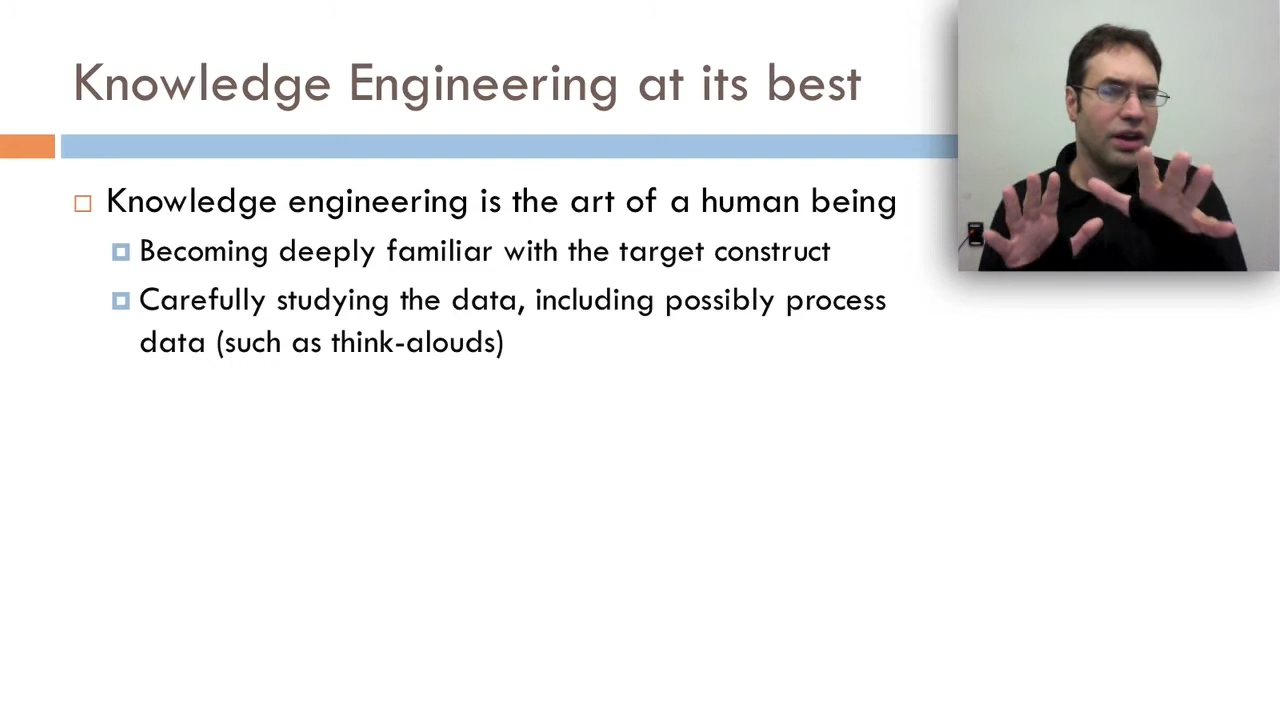 Knowledge Engineering at its best
Knowledge engineering is the art of a human being
Becoming deeply familiar with the target construct
Carefully studying the data, including possibly process
data (such as think-alouds)